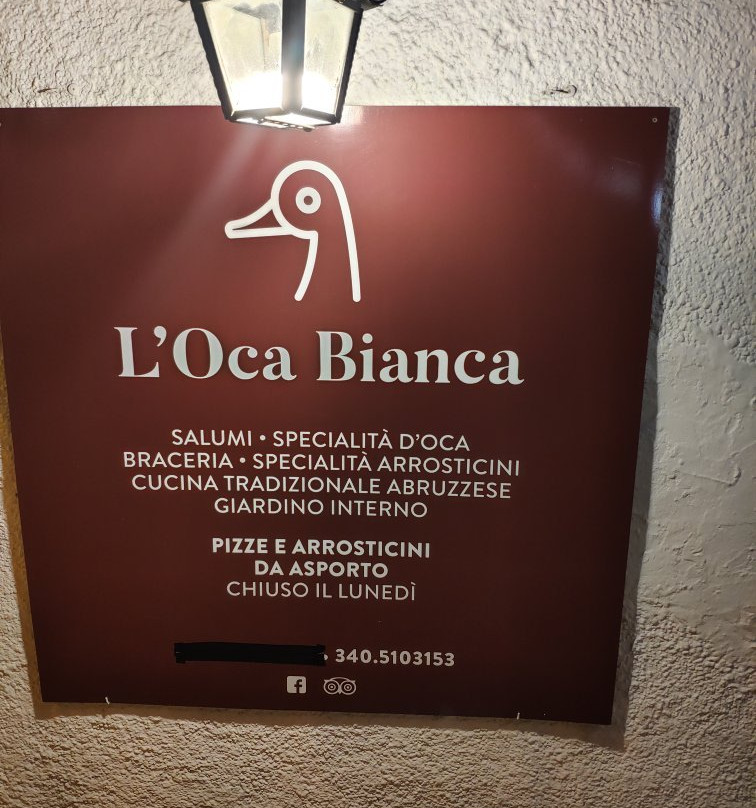 L'Oca Bianca
SALUMI • SPECIALITÀ D'OCA
BRACERIA • SPECIALITÀ ARROSTICINI
CUCINA TRADIZIONALE ABRUZZESE
GIARDINO INTERNO
PIZZE E ARROSTICINI
DA ASPORTO
CHIUSO IL LUNEDÌ
340.5103153